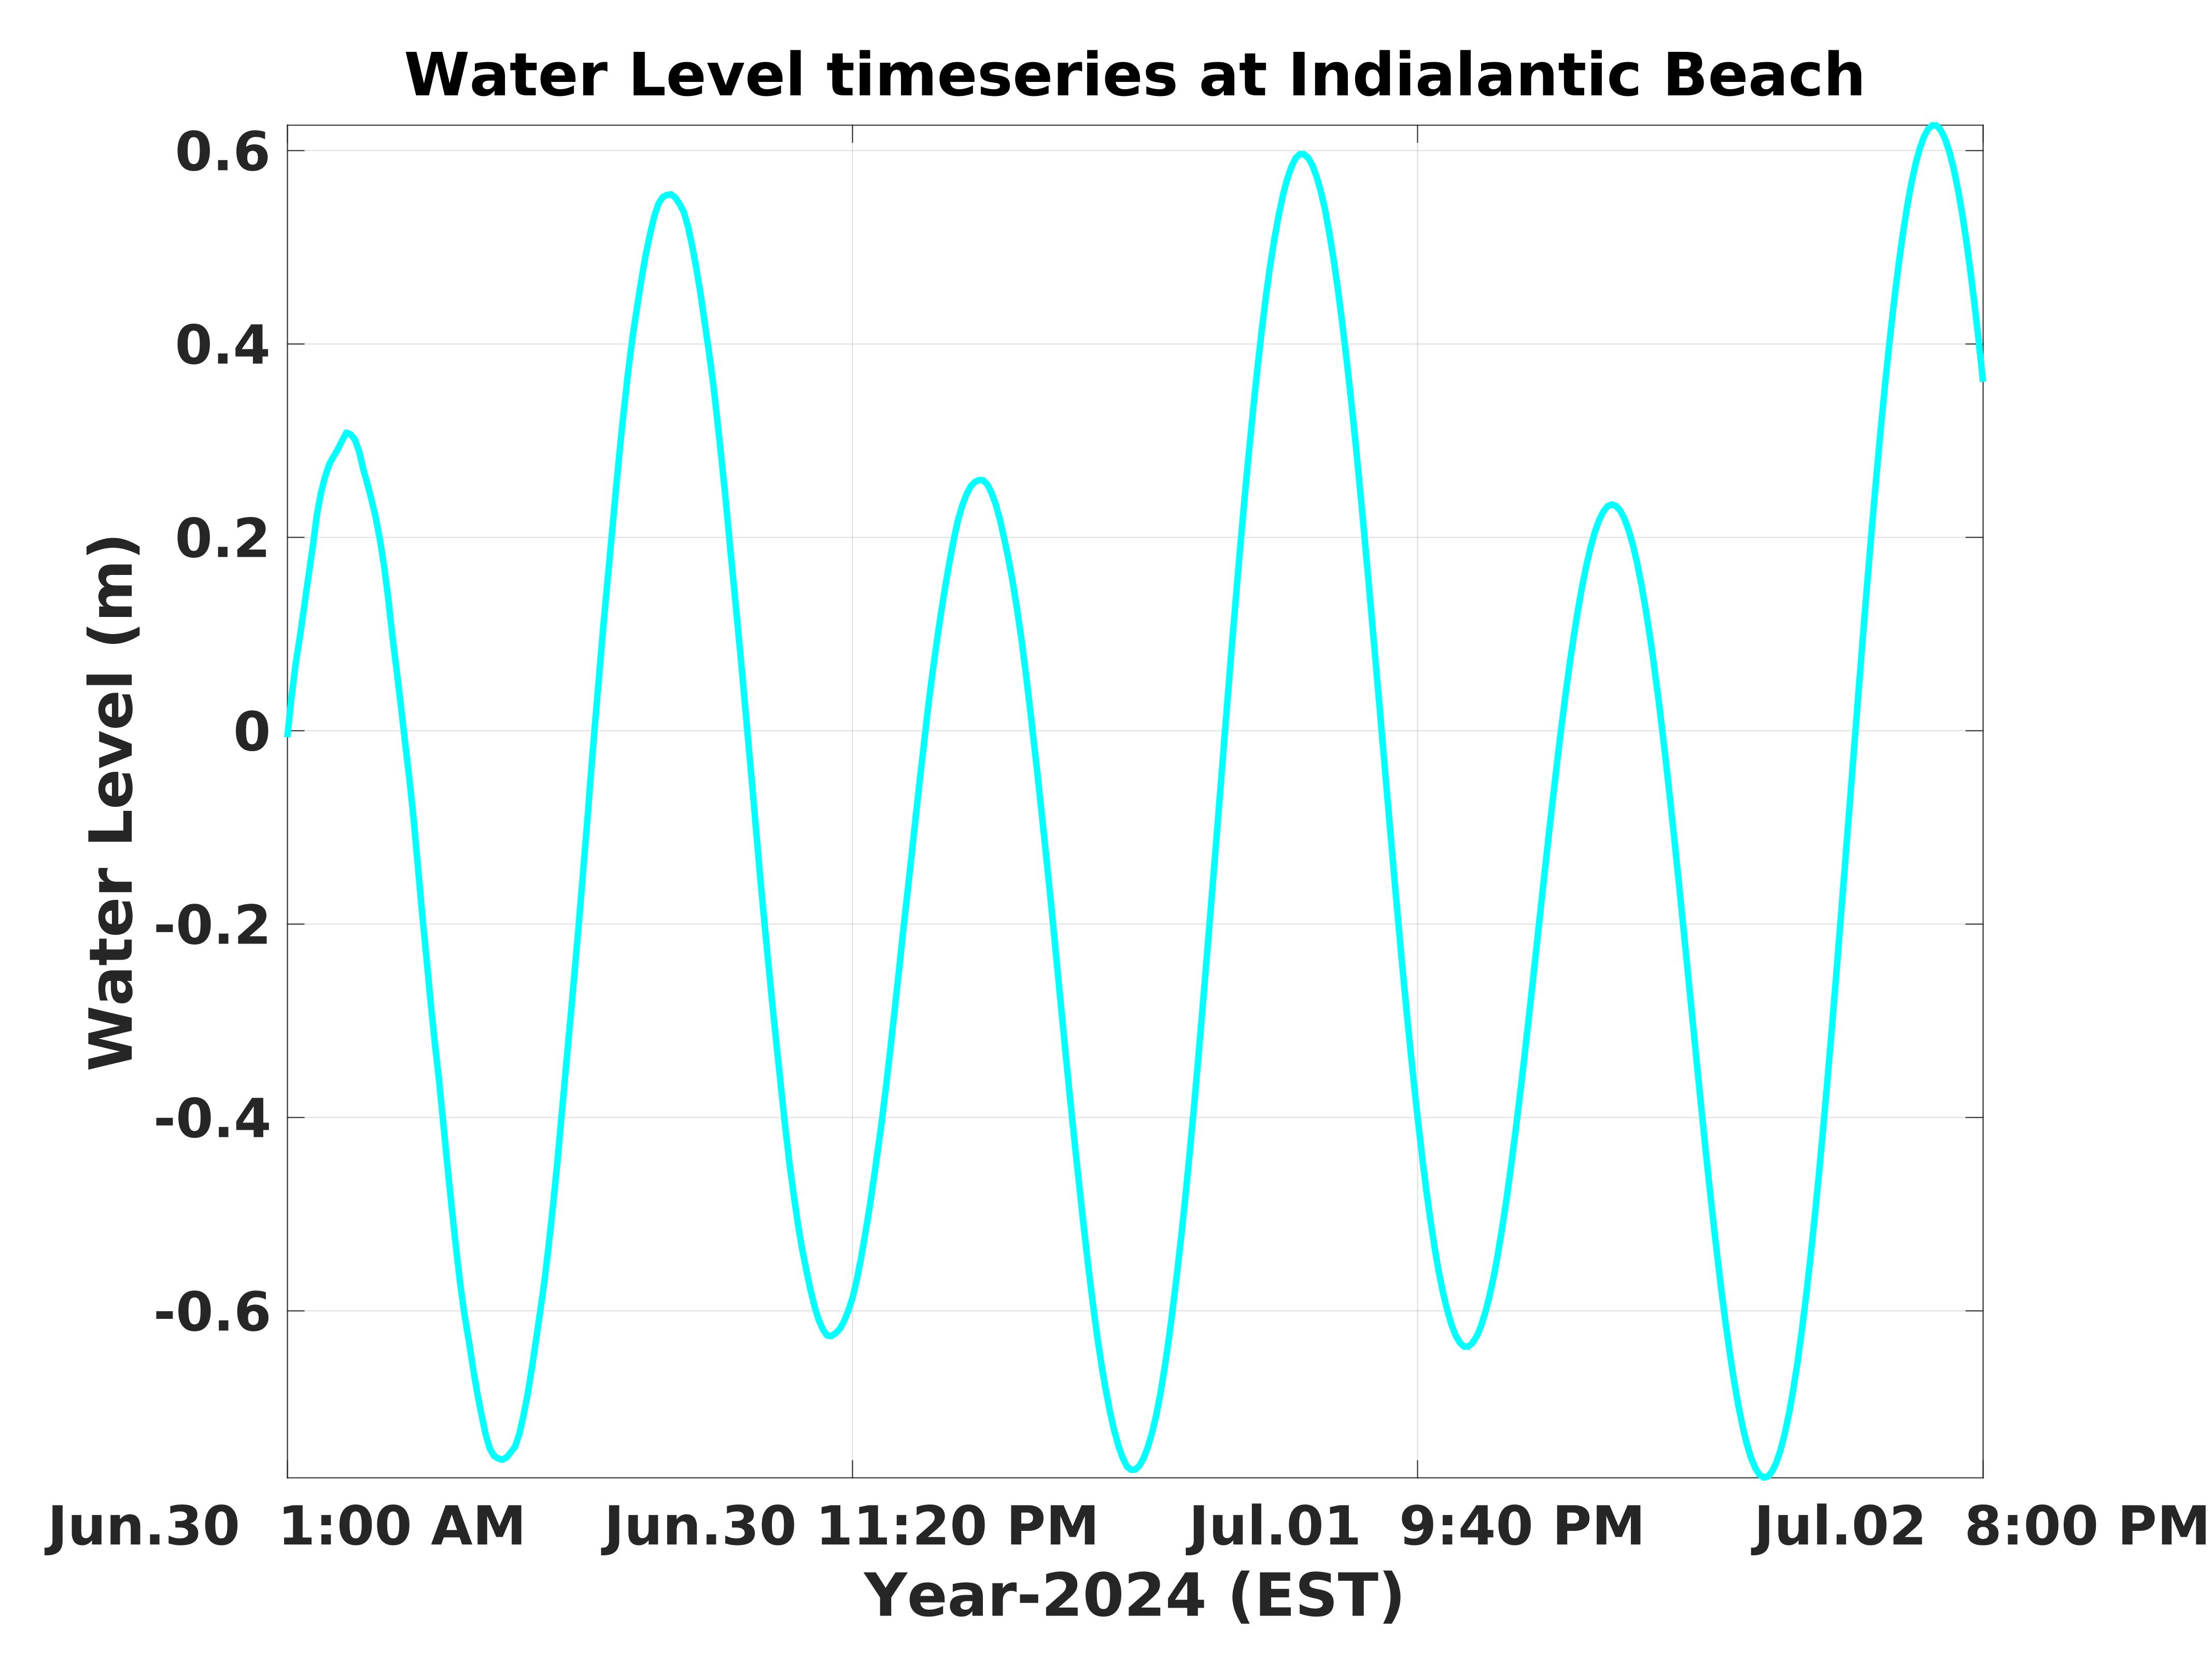 Water Level timeseries at Indialantic Beach
0.6
0.4
0.2
0
-0.2
-0.4
-0.6
Water Level (m)
Jun.30 1:00 AM
Jun.30 11:20 PM
Jul.01 9:40 PM
Jul.02 8:00 PM
Year-2024 (EST)